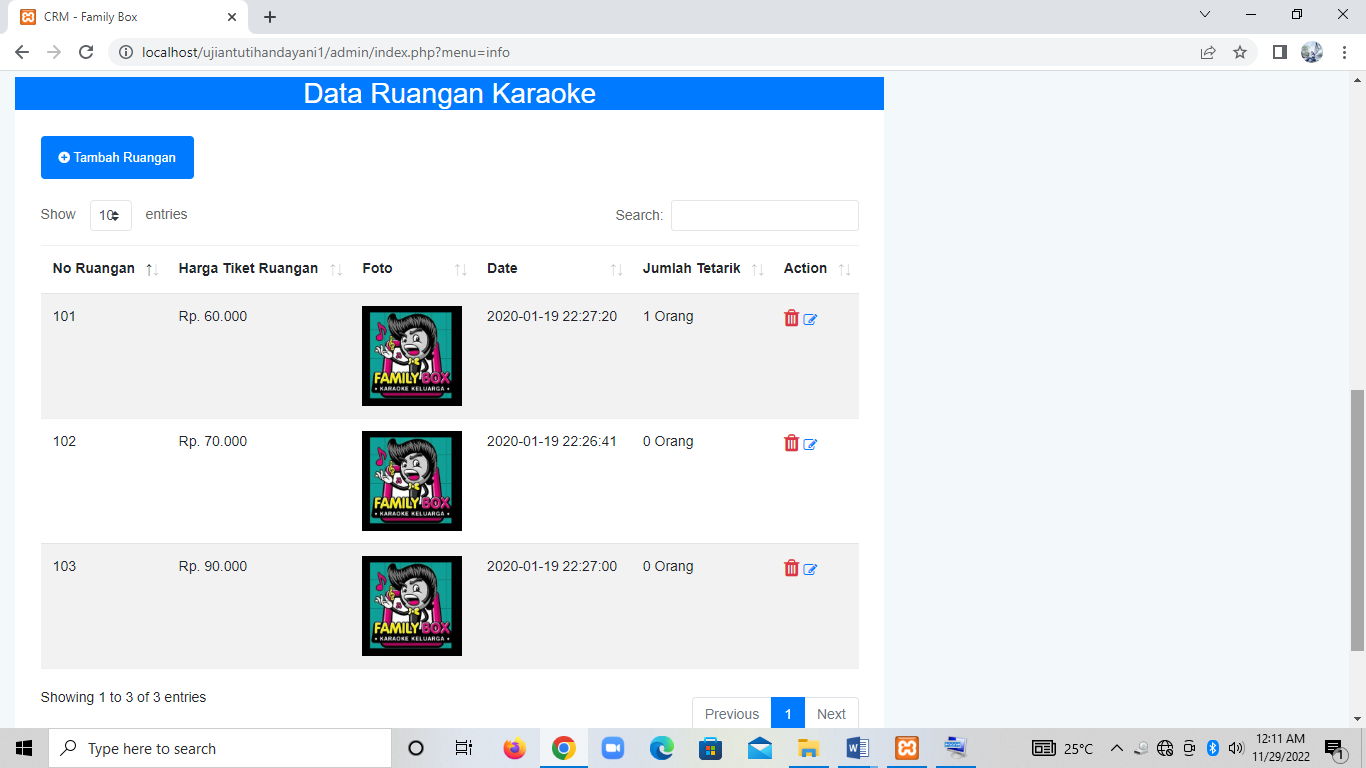 CRM - Family Box
localhost/ujiantutihandayani1/admin/index.php?menu=info
Data Ruangan Karaoke
Tambah Ruangan
Show 10 entries Search:
No Ruangan Harga Tiket Ruangan Foto Date Jumlah Tetarik Action
101 Rp. 60.000 2020-01-19 22:27:20 1 Orang
FAMILY BOX
• KARAOKE KELUARGA •
102 Rp. 70.000 2020-01-19 22:26:41 0 Orang
FAMILY BOX
• KARAOKE KELUARGA •
103 Rp. 90.000 2020-01-19 22:27:00 0 Orang
FAMILY BOX
• KARAOKE KELUARGA •
Showing 1 to 3 of 3 entries
Previous 1 Next
Type here to search
25°C
12:11 AM
11/29/2022
1